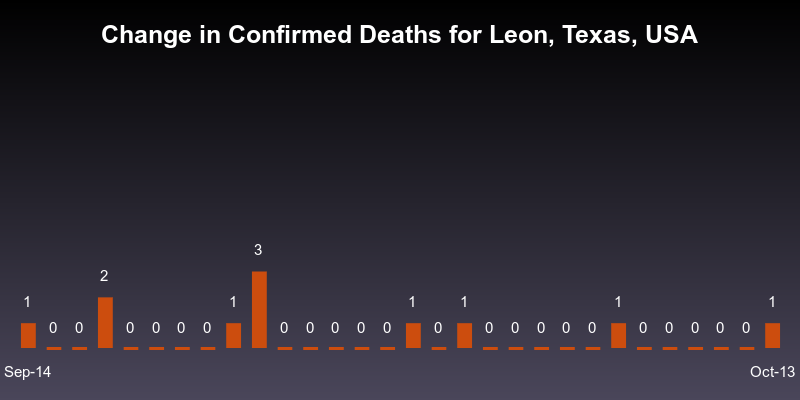 Change in Confirmed Deaths for Leon, Texas, USA
3
2
1 1 1 1 1 1
0 0 0 0 0 0 0 0 0 0 0 0 0 0 0 0 0 0 0 0 0 0
Sep-14 Oct-13